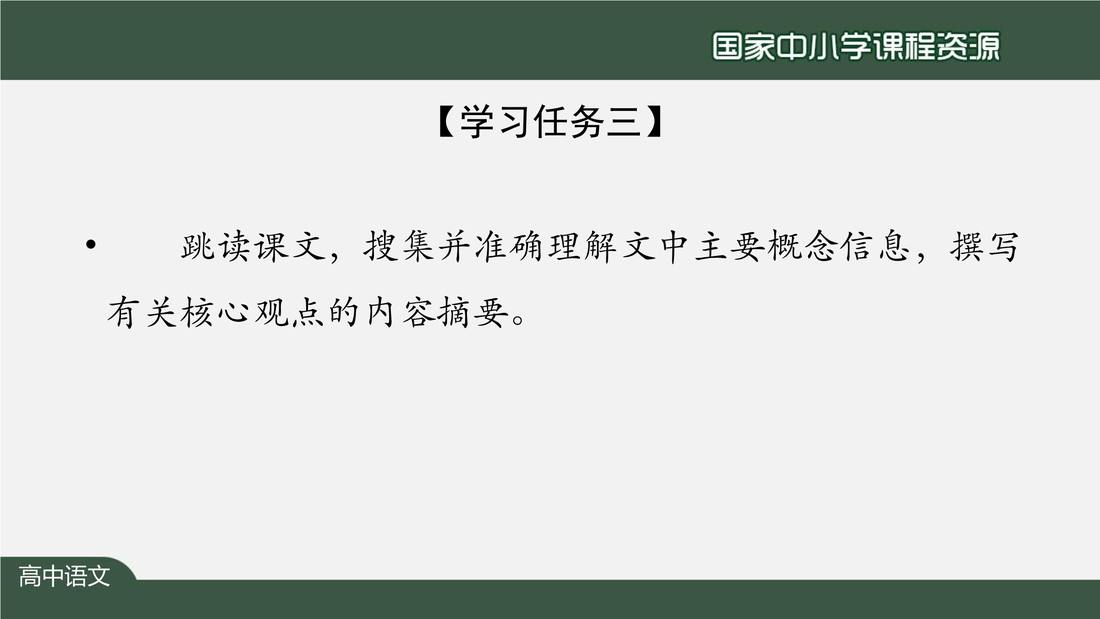 国家中小学课程资源
【学习任务三】
• 跳读课文，搜集并准确理解文中主要概念信息，撰写
有关核心观点的内容摘要。
高中语文